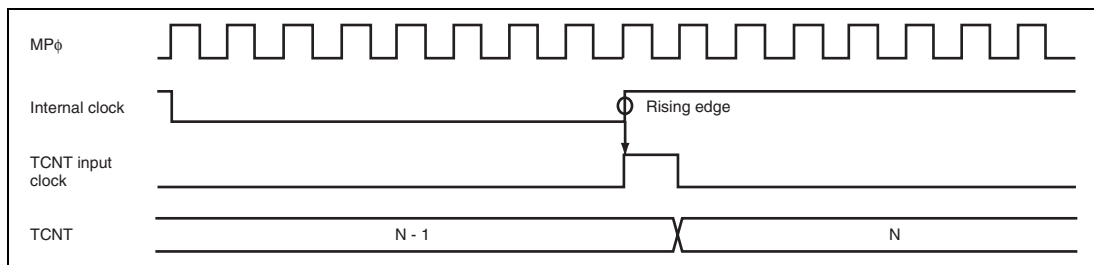 MPϕ
Internal clock
Rising edge
TCNT input
clock
TCNT
N - 1
N